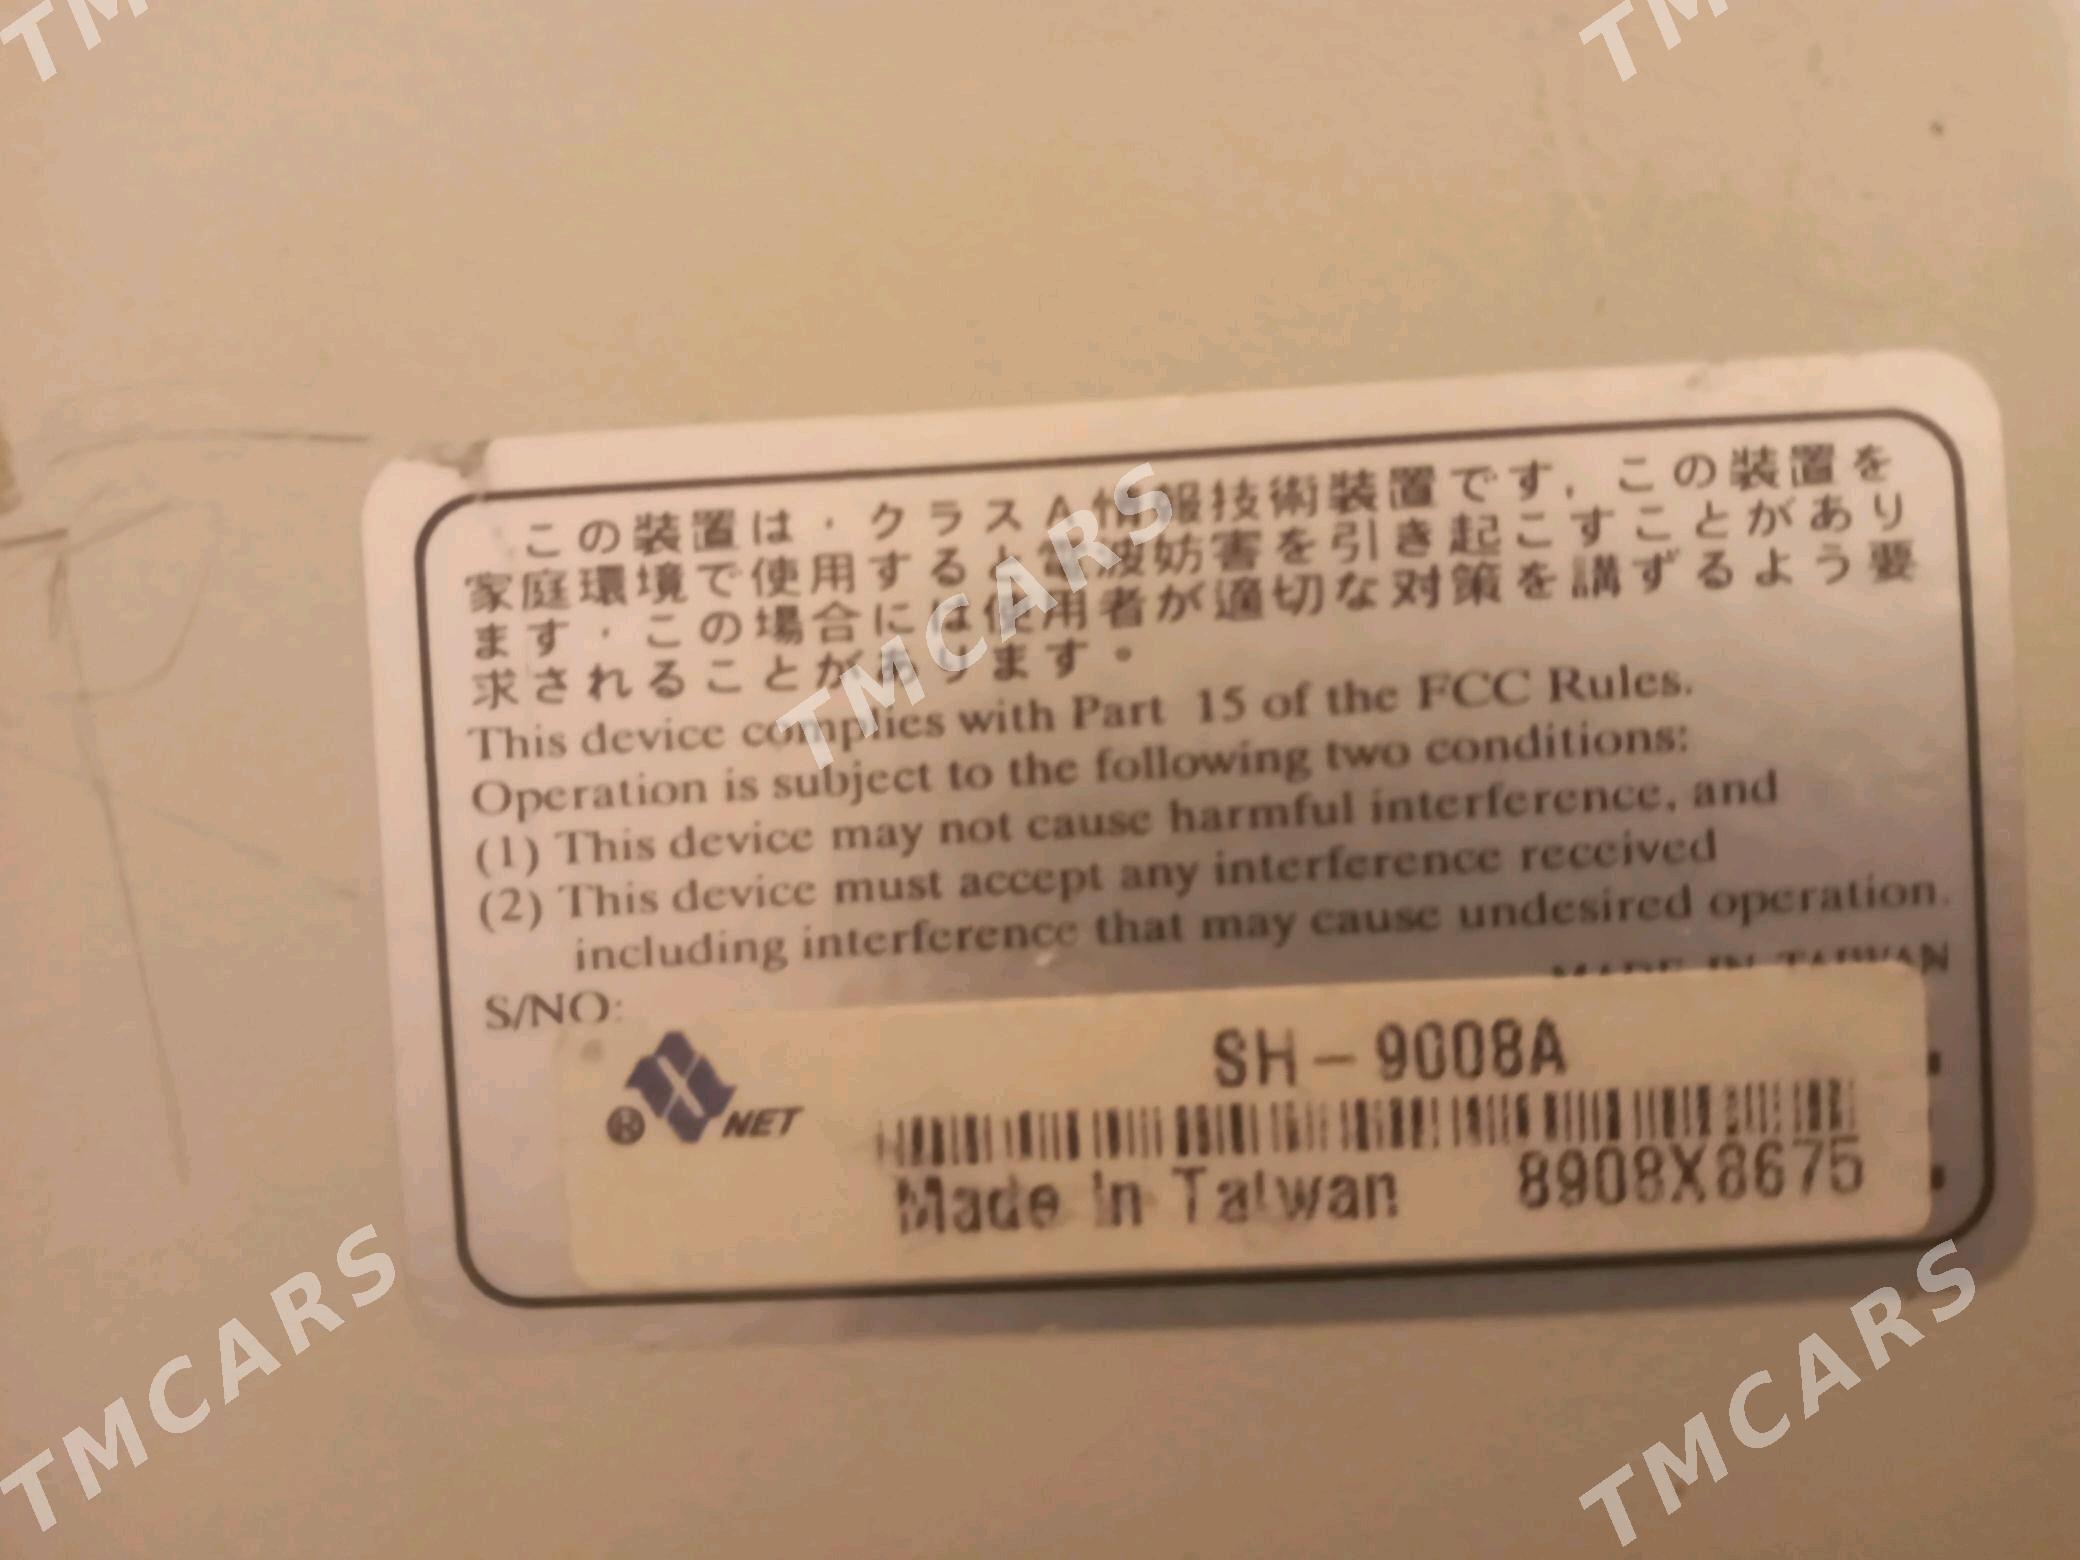 この装置は，クラスA情報技術装置です．この装置を
家庭環境で使用すると電波妨害を引き起こすことがあり
ます．この場合には使用者が適切な対策を講ずるよう要
求されることがあります。
This device complies with Part 15 of the FCC Rules.
Operation is subject to the following two conditions:
(1) This device may not cause harmful interference, and
(2) This device must accept any interference received
including interference that may cause undesired operation.
MADE IN TAIWAN
S/NO:
SH-9008A
® NET
Made In Taiwan 8908X8675
TMCARS
TMCARS
TMCARS